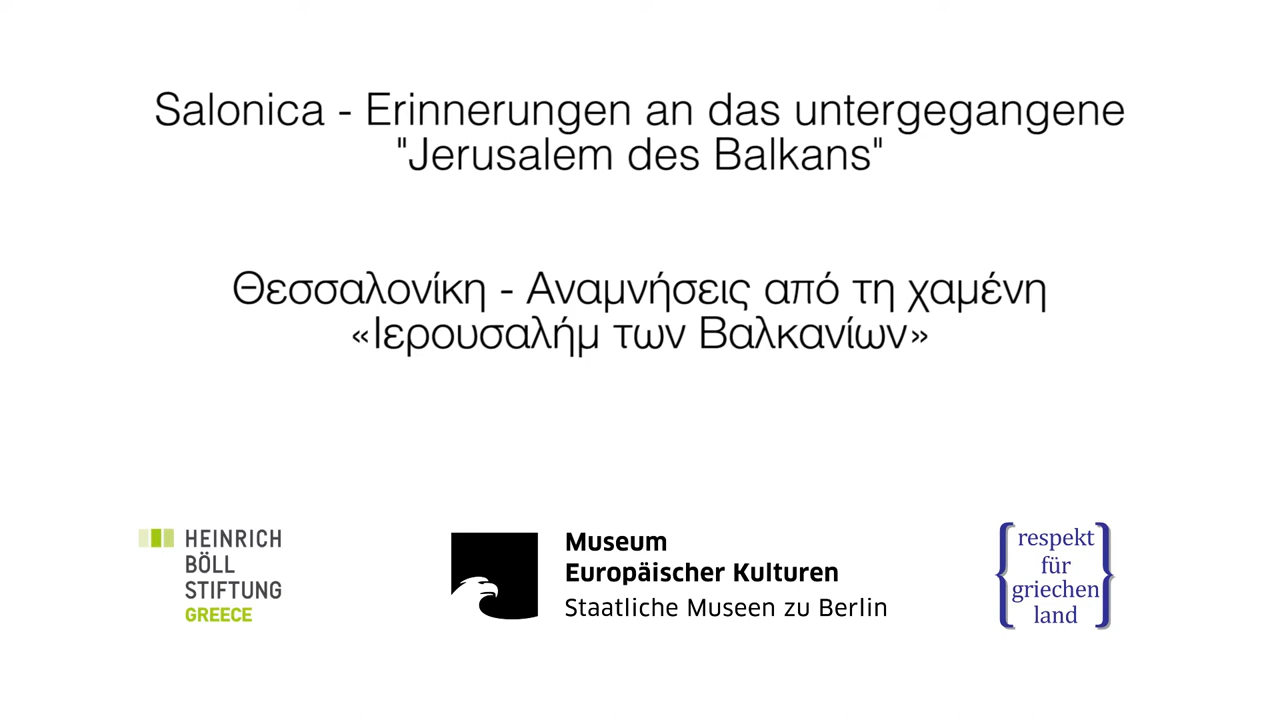 Salonica - Erinnerungen an das untergegangene
"Jerusalem des Balkans"
Θεσσαλονίκη - Αναμνήσεις από τη χαμένη
«Ιερουσαλήμ των Βαλκανίων»
HEINRICH
BÖLL
STIFTUNG
GREECE
Museum
Europäischer Kulturen
Staatliche Museen zu Berlin
respekt
für
griechen
land